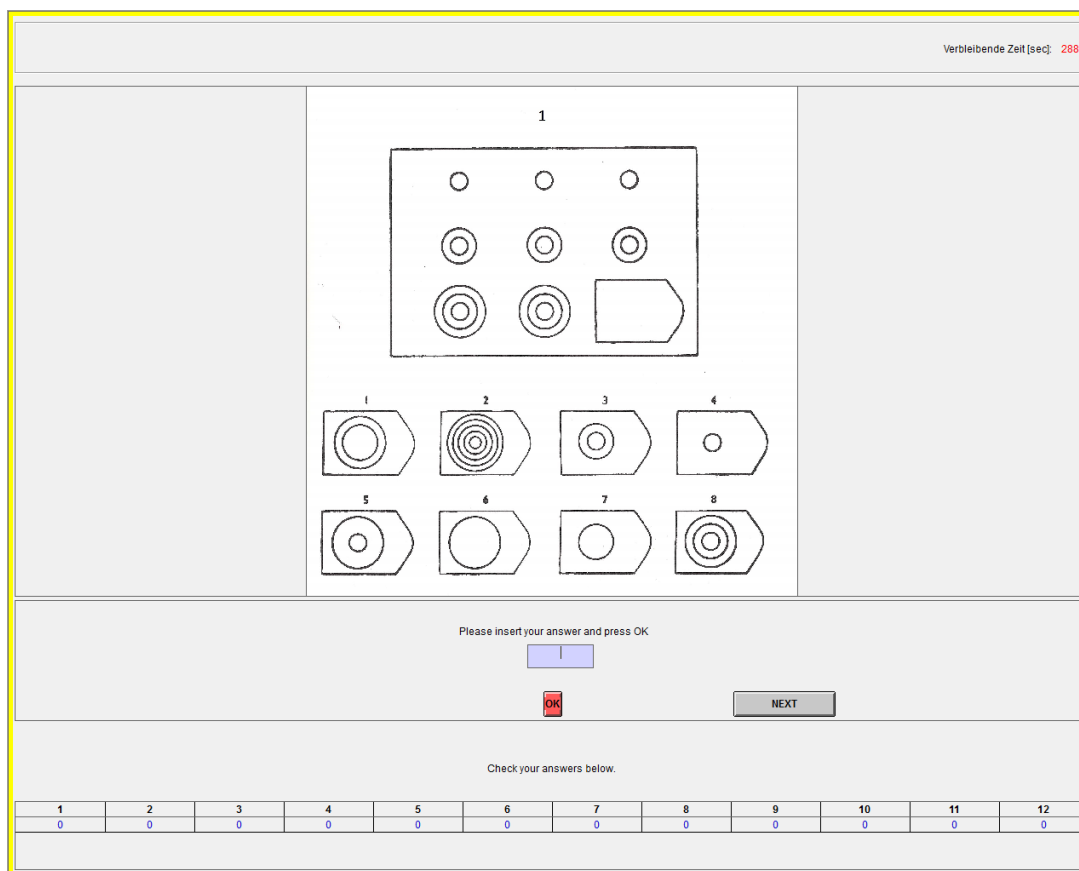 Verbleibende Zeit [sec]: 288
1
1 2 3 4
5 6 7 8
Please insert your answer and press OK
OK NEXT
Check your answers below.
1 2 3 4 5 6 7 8 9 10 11 12
0 0 0 0 0 0 0 0 0 0 0 0